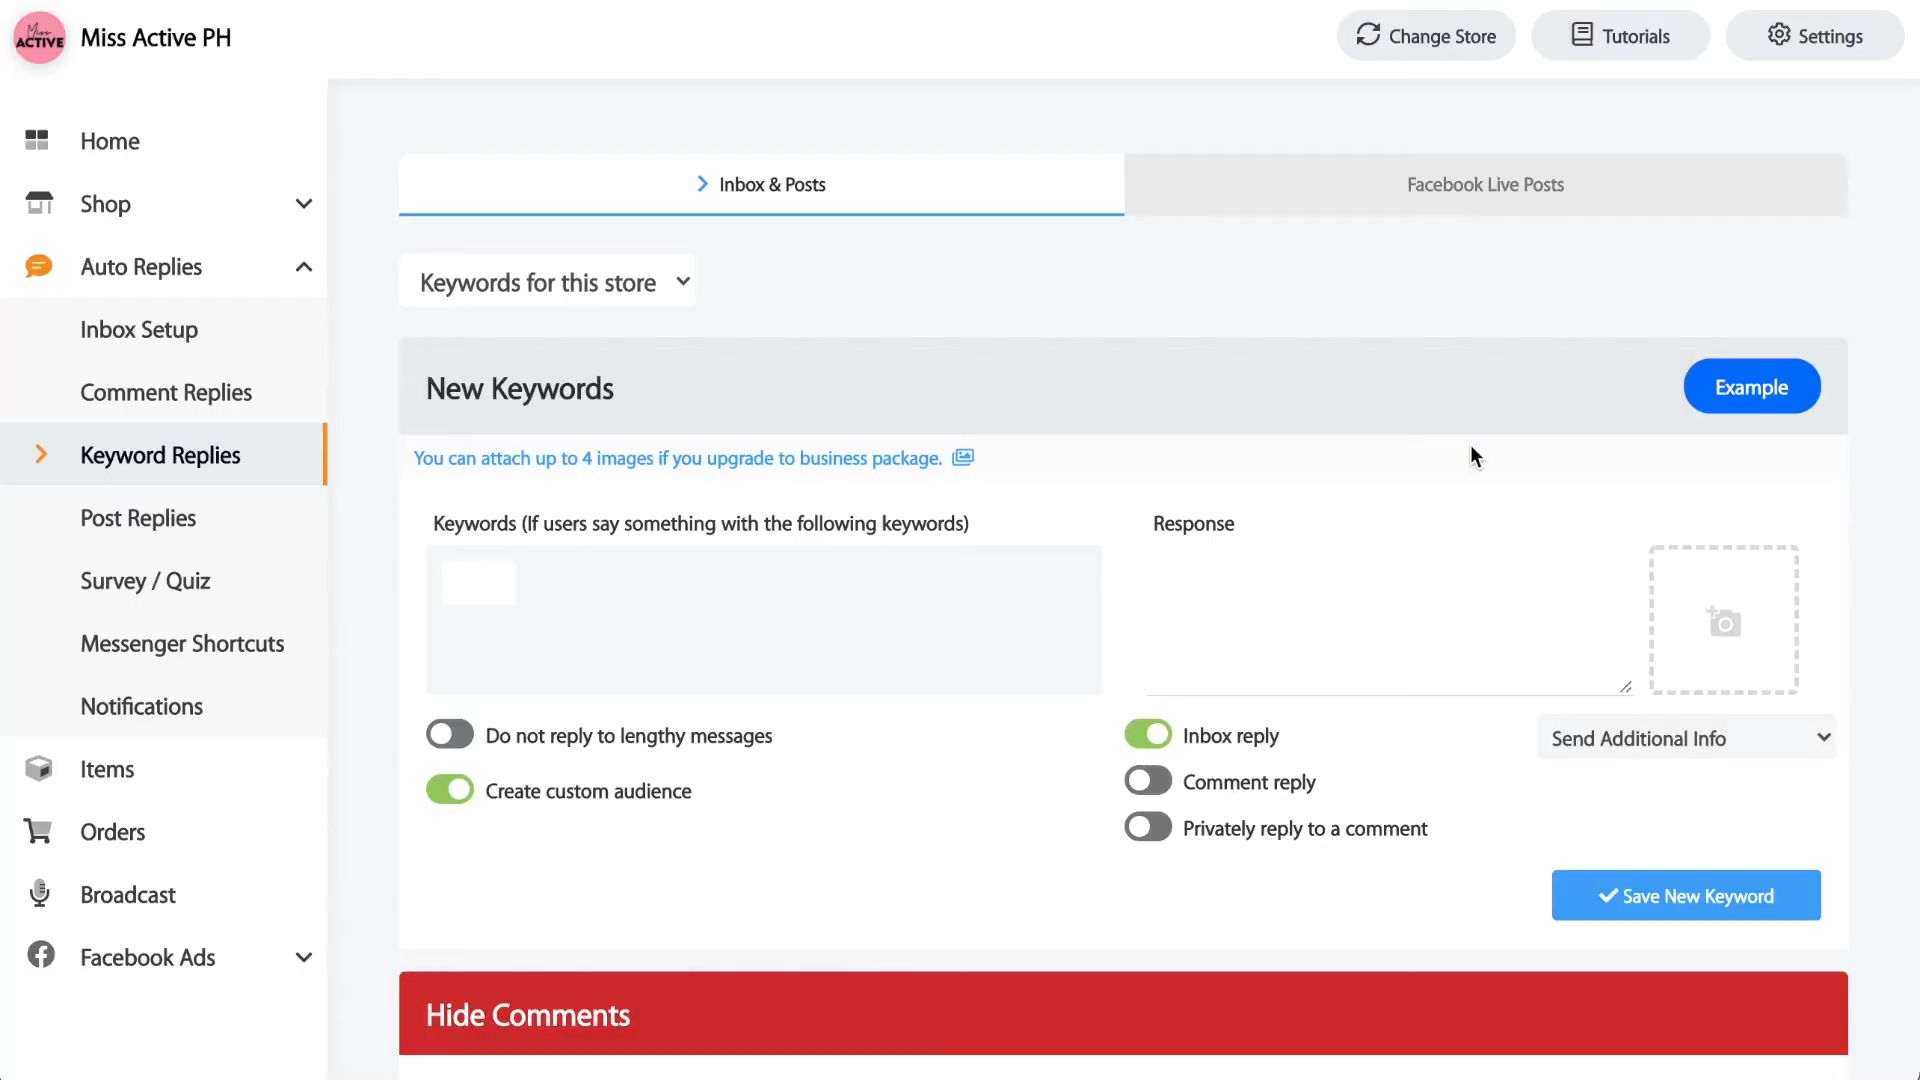 Miss
ACTIVE
Miss Active PH
Change Store
Tutorials
Settings
Home
Shop
Auto Replies
Inbox Setup
Comment Replies
Keyword Replies
Post Replies
Survey / Quiz
Messenger Shortcuts
Notifications
Items
Orders
Broadcast
Facebook Ads
Inbox & Posts
Facebook Live Posts
Keywords for this store
New Keywords
Example
You can attach up to 4 images if you upgrade to business package.
Keywords (If users say something with the following keywords)
Response
Do not reply to lengthy messages
Create custom audience
Inbox reply
Comment reply
Privately reply to a comment
Send Additional Info
Save New Keyword
Hide Comments